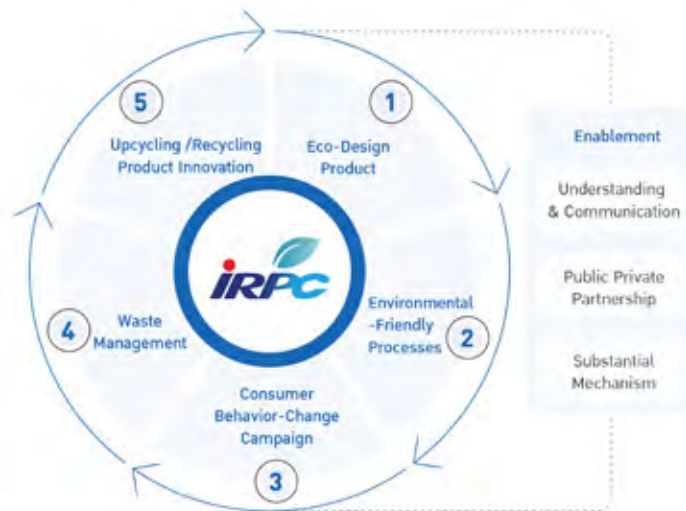 1
Eco-Design
Product
2
Environmental
-Friendly
Processes
3
Consumer
Behavior-Change
Campaign
4
Waste
Management
5
Upcycling /Recycling
Product Innovation
iRPC
Enablement
Understanding
& Communication
Public Private
Partnership
Substantial
Mechanism